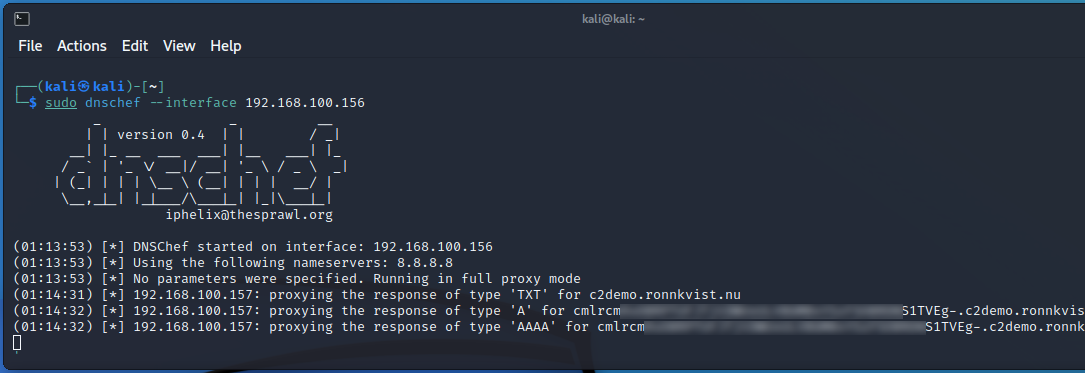 kali@kali: ~
File Actions Edit View Help
┌──(kali㉿kali)-[~]
└─$ sudo dnschef --interface 192.168.100.156
version 0.4
dnschef
iphelix@thesprawl.org
(01:13:53) [*] DNSChef started on interface: 192.168.100.156
(01:13:53) [*] Using the following nameservers: 8.8.8.8
(01:13:53) [*] No parameters were specified. Running in full proxy mode
(01:14:31) [*] 192.168.100.157: proxying the response of type 'TXT' for c2demo.ronnkvist.nu
(01:14:32) [*] 192.168.100.157: proxying the response of type 'A' for cmlrcm S1TVEg-.c2demo.ronnkvis
(01:14:32) [*] 192.168.100.157: proxying the response of type 'AAAA' for cmlrcm S1TVEg-.c2demo.ronnk